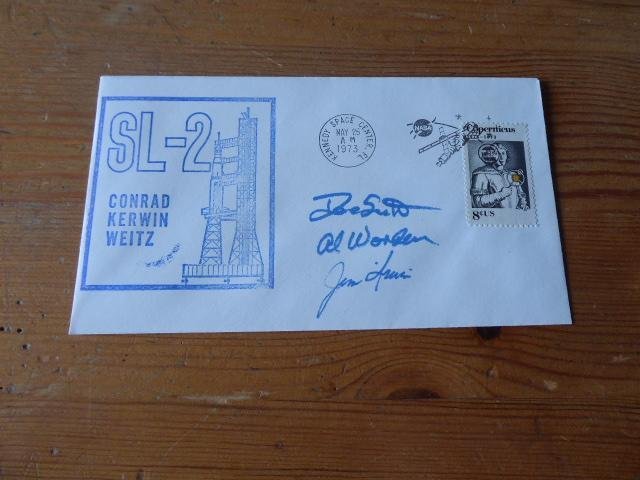 SL-2
CONRAD
KERWIN
WEITZ
KENNEDY SPACE CENTER, FL
MAY 25
A M
1973
NASA
Copernicus
8¢ US
Dave Scott
Al Worden
Jim Irwin